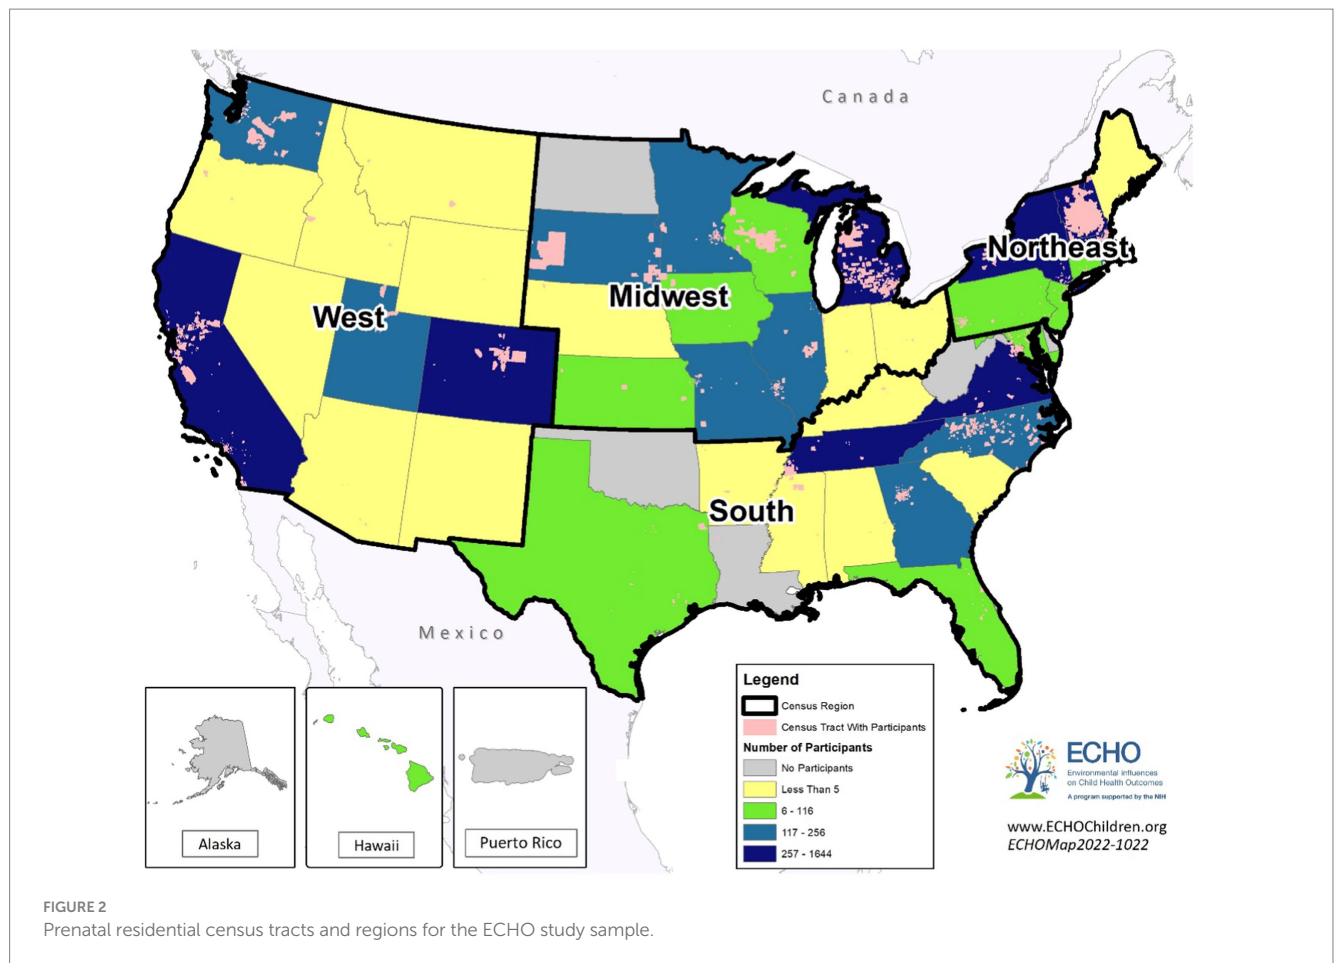 Canada
Northeast
Midwest
West
South
Mexico
Legend
Census Region
Census Tract With Participants
Number of Participants
No Participants
Less Than 5
6 - 116
117 - 256
257 - 1644
Alaska
Hawaii
Puerto Rico
ECHO
Environmental influences
on Child Health Outcomes
A program supported by the NIH
www.ECHOChildren.org
ECHOMap2022-1022
FIGURE 2
Prenatal residential census tracts and regions for the ECHO study sample.